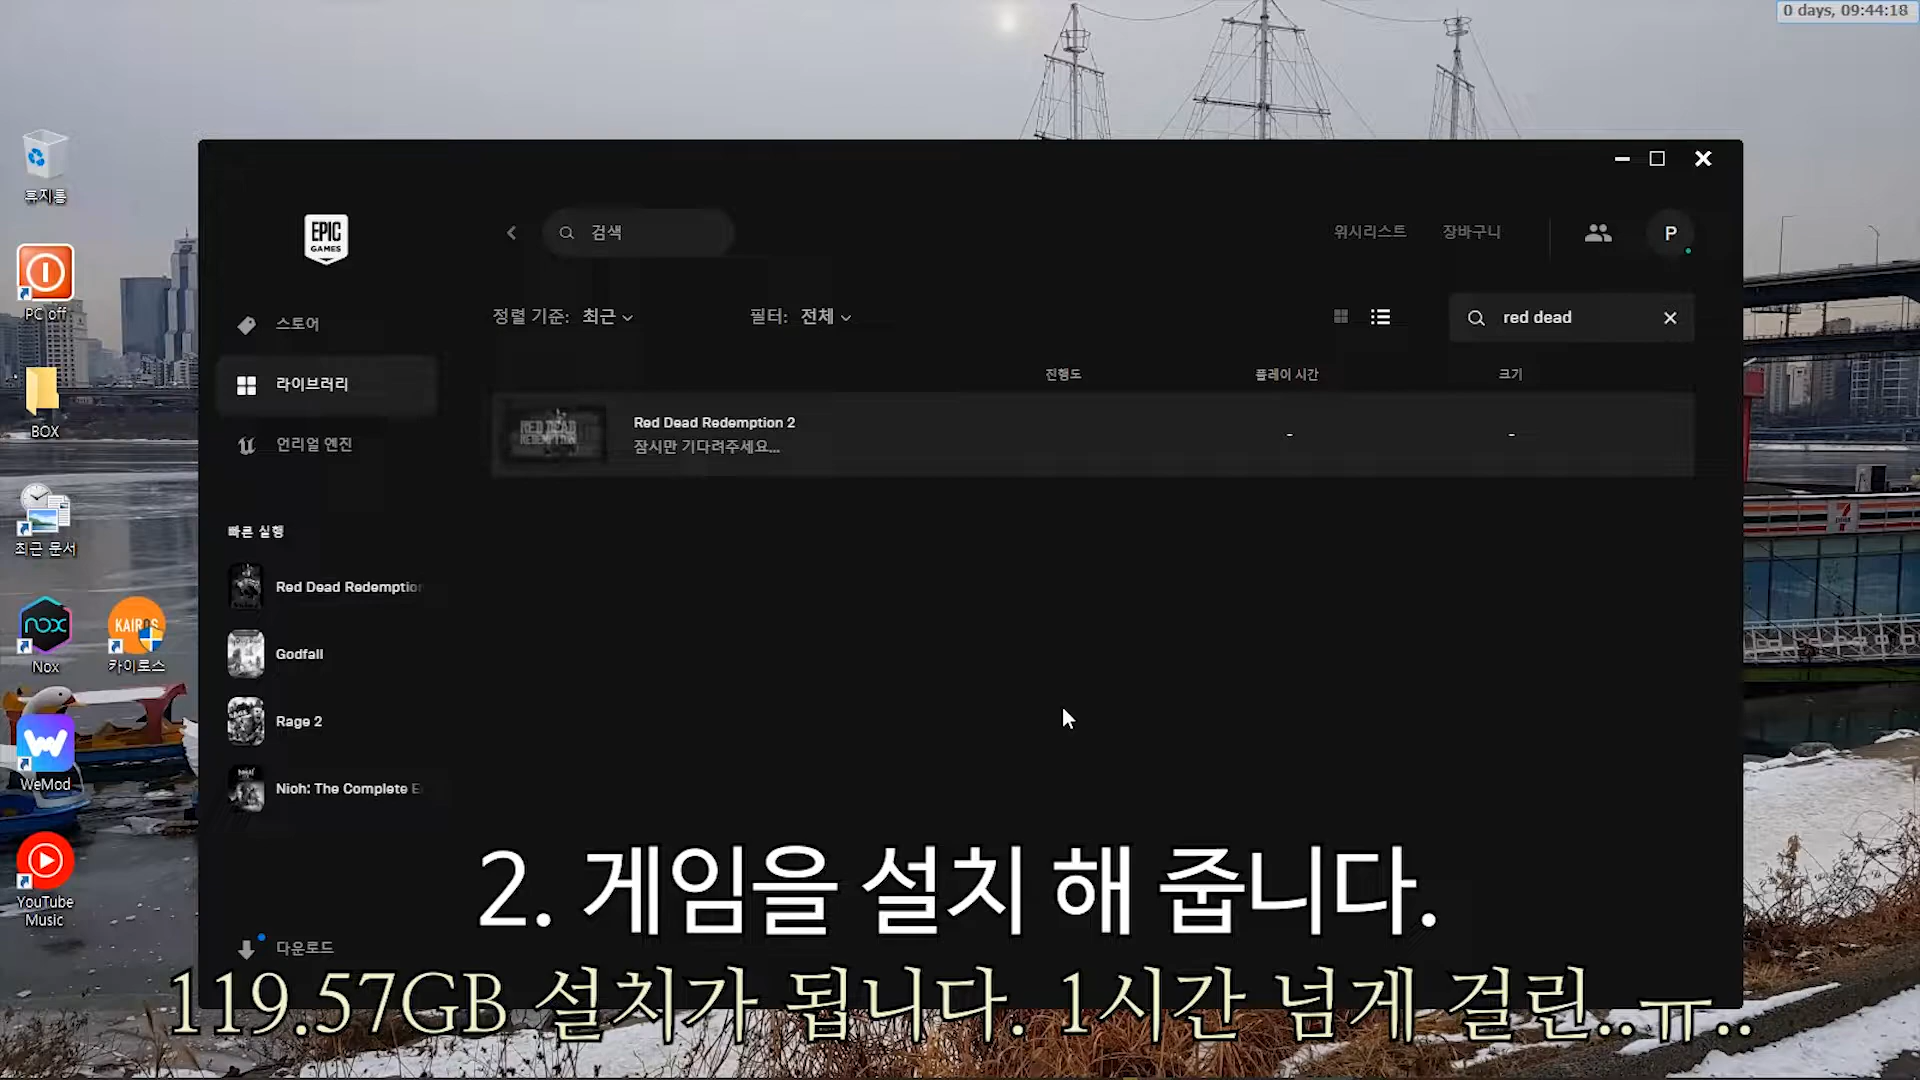 0 days, 09:44:18
휴지통
PC off
BOX
최근 문서
Nox
KAIROS
카이로스
WeMod
YouTube
Music
EPIC
GAMES
검색
위시리스트
장바구니
P
스토어
라이브러리
언리얼 엔진
정렬 기준: 최근
필터: 전체
red dead
진행도
플레이 시간
크기
RED DEAD
REDEMPTION
Red Dead Redemption 2
잠시만 기다려주세요...
-
-
빠른 실행
Red Dead Redemption
Godfall
Rage 2
Nioh: The Complete E
다운로드
2. 게임을 설치 해 줍니다.
119.57GB 설치가 됩니다. 1시간 넘게 걸린..ㅠ..